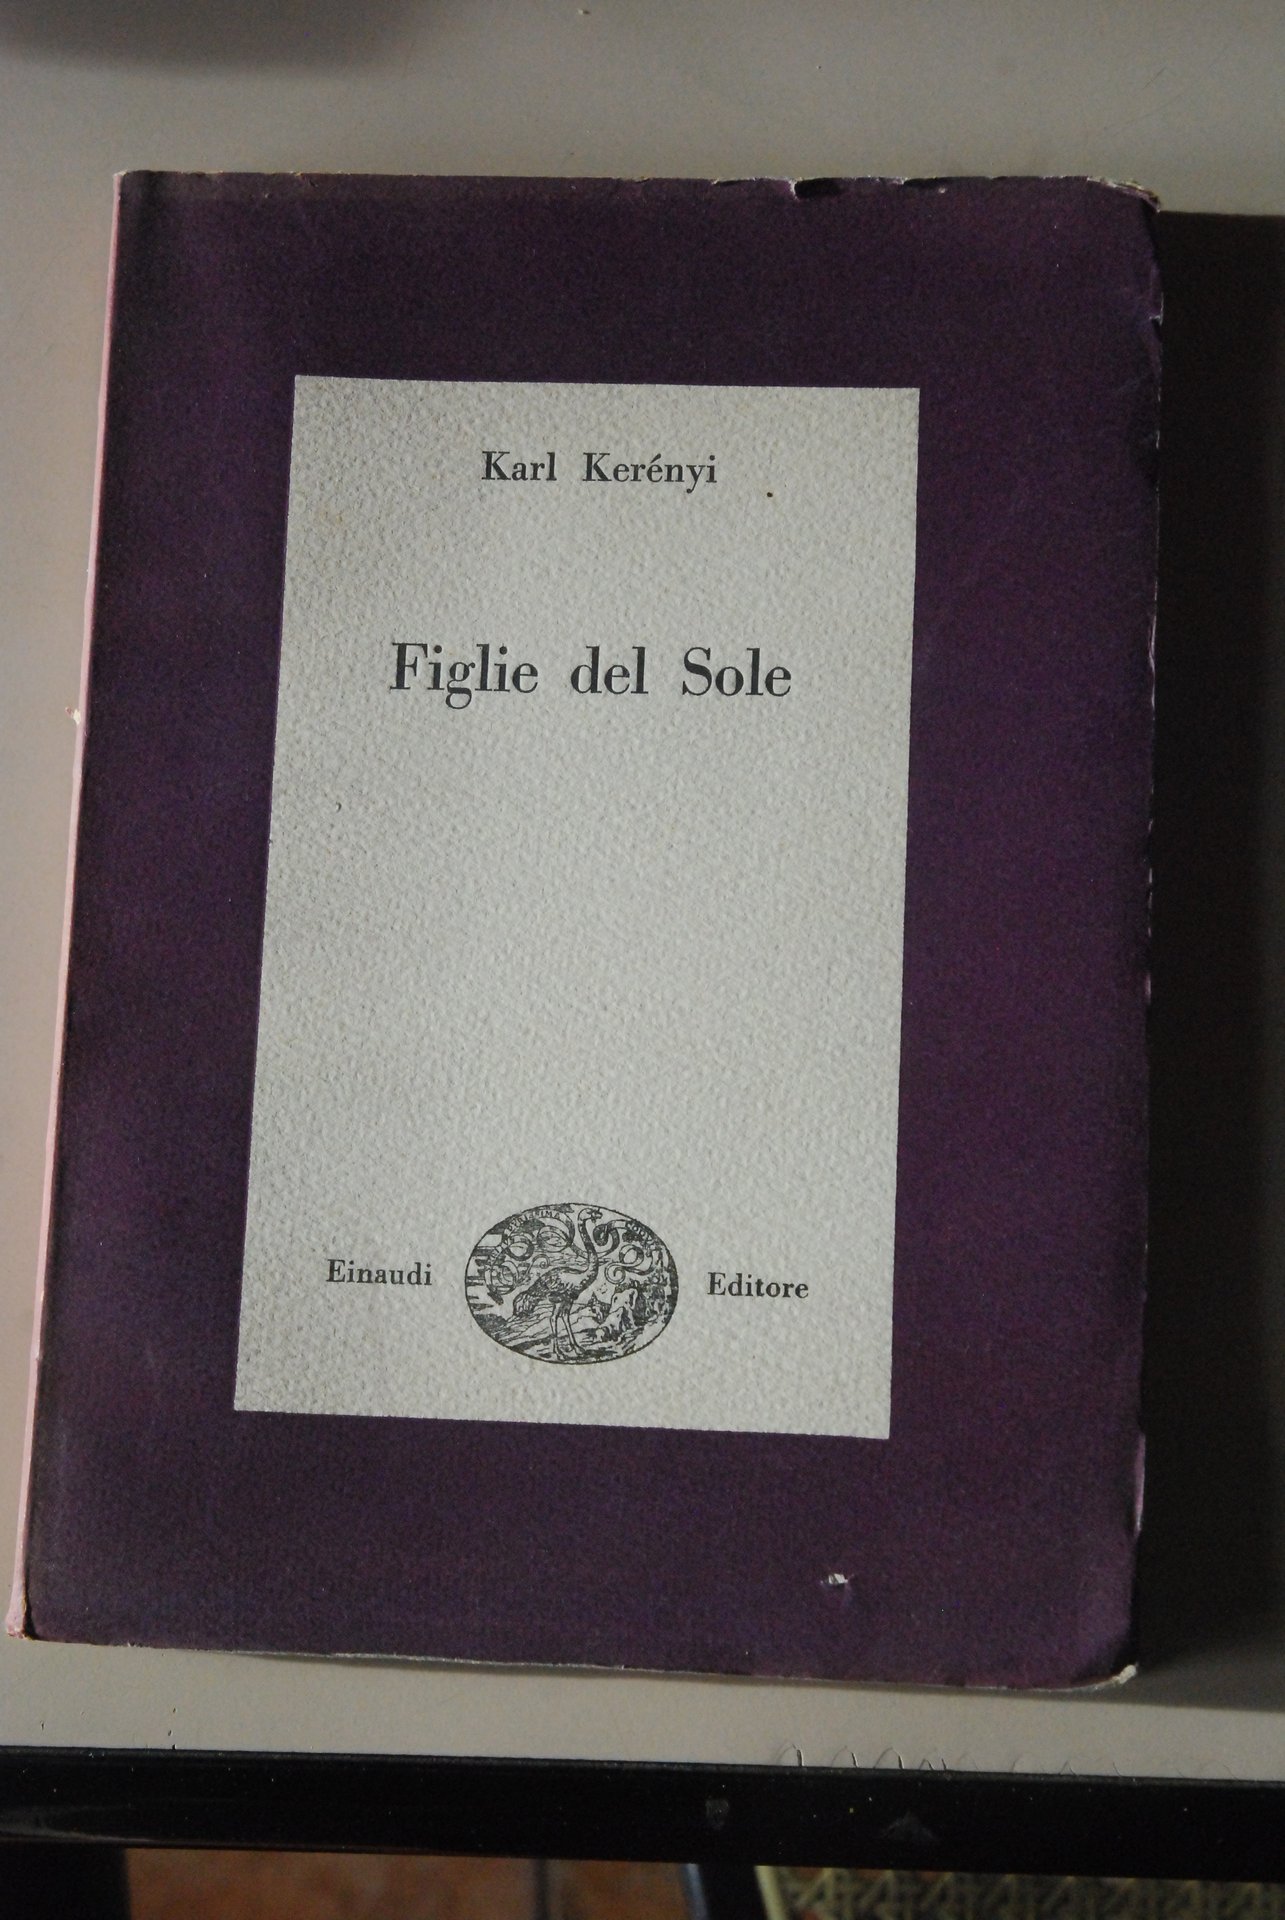 Karl Kerényi
Figlie del Sole
Einaudi Editore